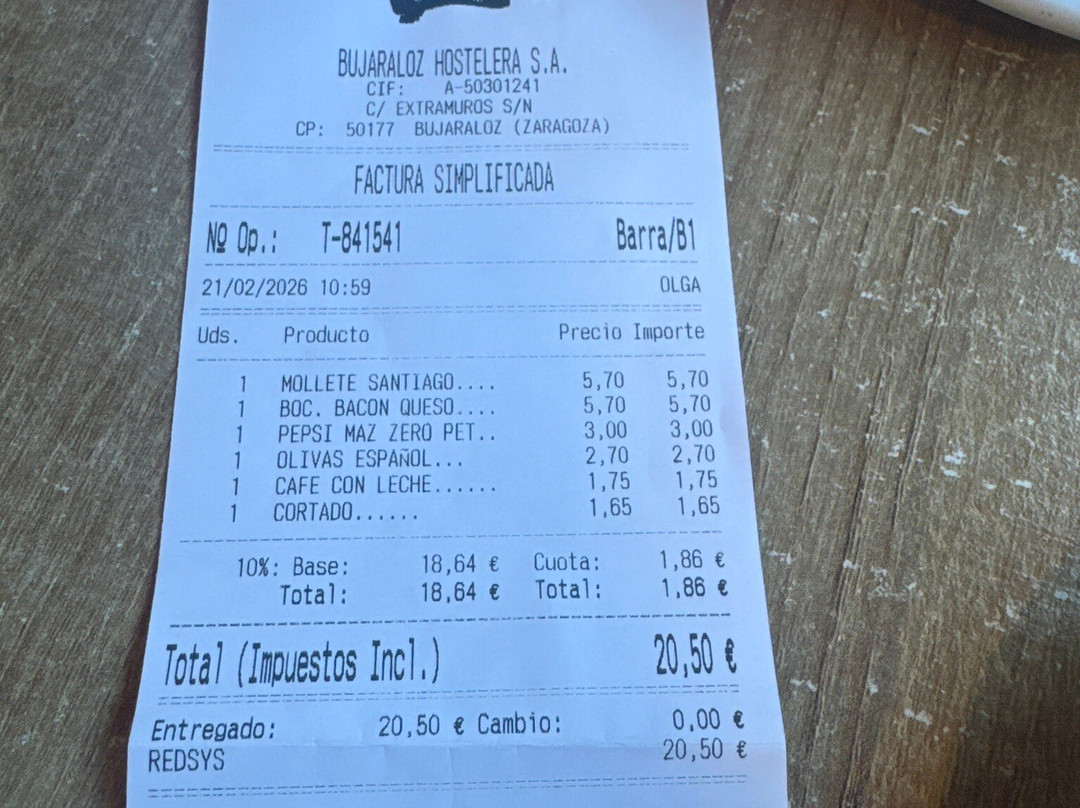 BUJARALOZ HOSTELERA S.A.
CIF: A-50301241
C/ EXTRAMUROS S/N
CP: 50177 BUJARALOZ (ZARAGOZA)
FACTURA SIMPLIFICADA
Nº Op.: T-841541 Barra/B1
21/02/2026 10:59 OLGA
Uds. Producto Precio Importe
1 MOLLETE SANTIAGO.... 5,70 5,70
1 BOC. BACON QUESO.... 5,70 5,70
1 PEPSI MAZ ZERO PET.. 3,00 3,00
1 OLIVAS ESPAÑOL... 2,70 2,70
1 CAFE CON LECHE...... 1,75 1,75
1 CORTADO...... 1,65 1,65
10%: Base: 18,64 € Cuota: 1,86 €
Total: 18,64 € Total: 1,86 €
Total (Impuestos Incl.) 20,50 €
Entregado: 20,50 € Cambio: 0,00 €
REDSYS 20,50 €